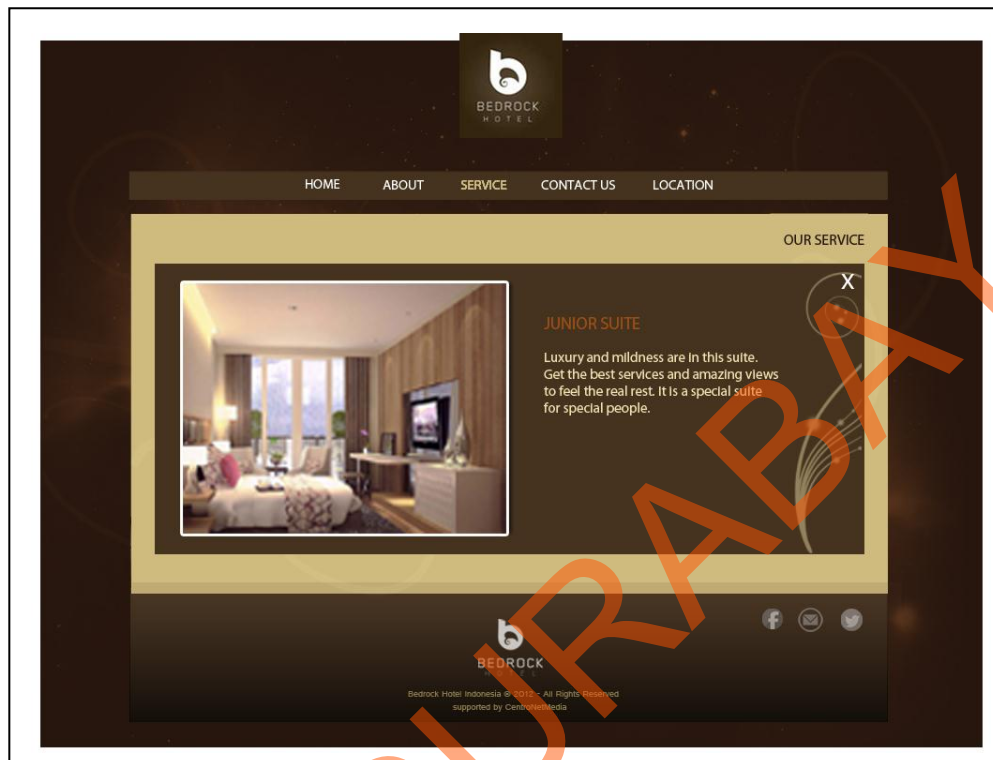 BEDROCK
HOTEL
HOME ABOUT SERVICE CONTACT US LOCATION
OUR SERVICE
X
JUNIOR SUITE
Luxury and mildness are in this suite.
Get the best services and amazing views
to feel the real rest. It is a special suite
for special people.
BEDROCK
HOTEL
Bedrock Hotel Indonesia © 2012 - All Rights Reserved
supported by CentroNetMedia
URABAY